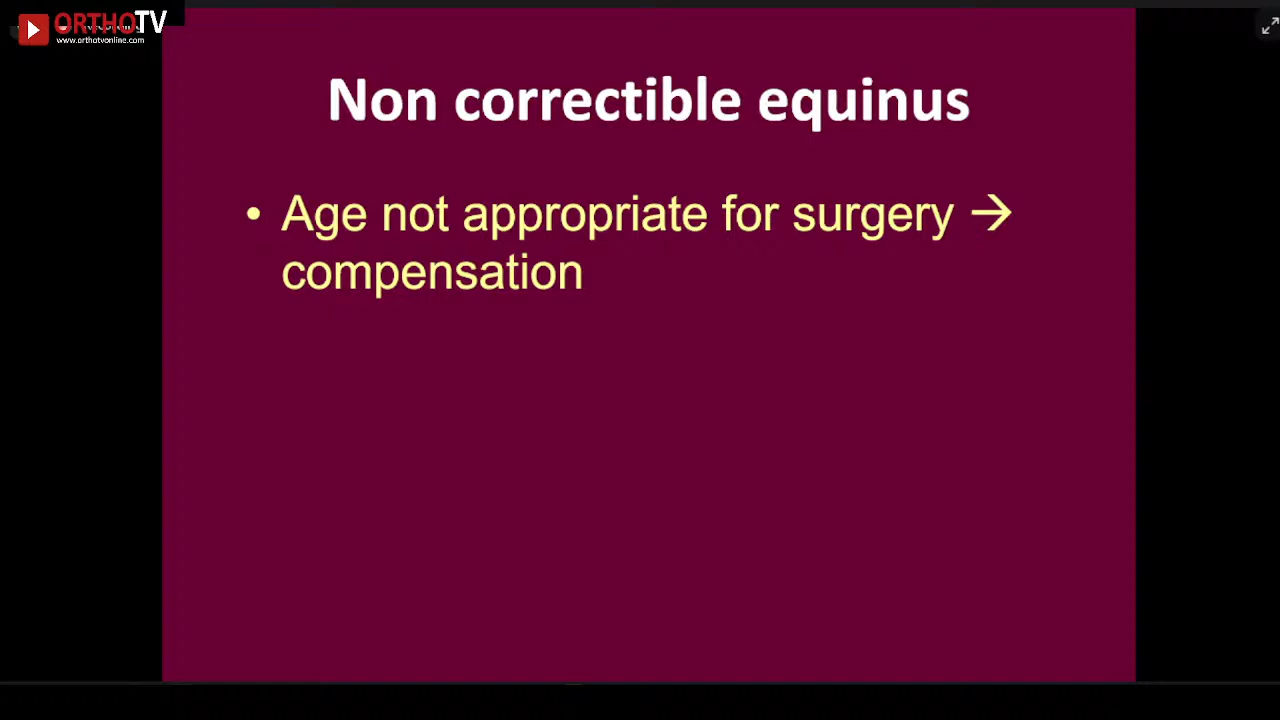 ORTHOTV
www.orthotvonline.com
Non correctible equinus
• Age not appropriate for surgery →
compensation